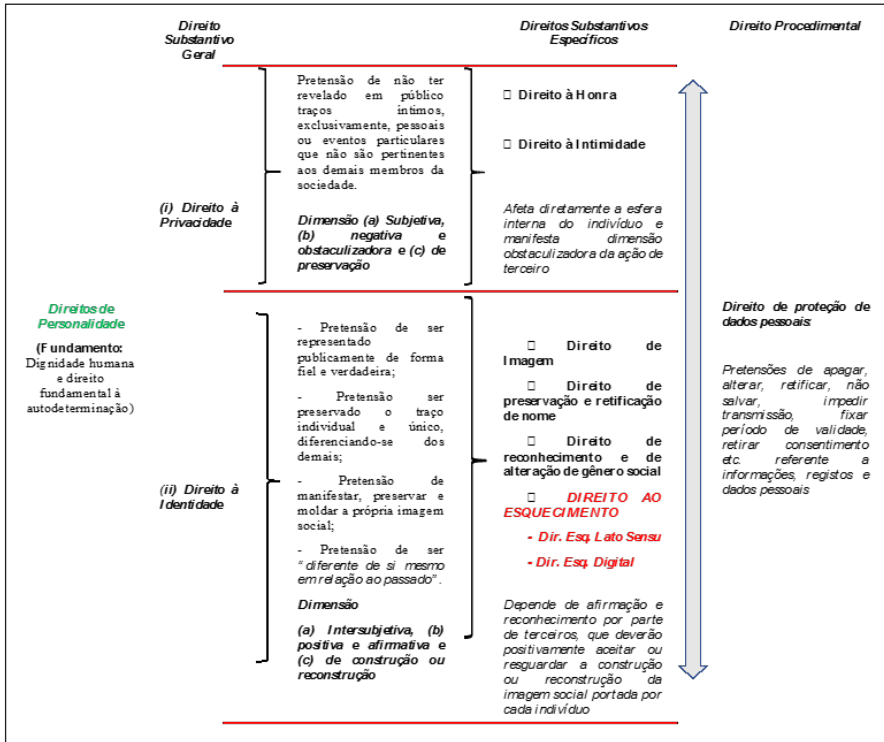 Direito
Substantivo
Geral
Direitos Substantivos
Específicos
Direito Procedimental
Direitos de
Personalidade
(Fundamento:
Dignidade humana
e direito
fundamental à
autodeterminação)
(i) Direito à
Privacidade
Pretensão de não ter
revelado em público
traços íntimos,
exclusivamente, pessoais
ou eventos particulares
que não são pertinentes
aos demais membros da
sociedade.
Dimensão (a) Subjetiva,
(b) negativa e
obstaculizadora e (c) de
preservação
□ Direito à Honra
□ Direito à Intimidade
Afeta diretamente a esfera
interna do indivíduo e
manifesta dimensão
obstaculizadora da ação de
terceiro
(ii) Direito à
Identidade
- Pretensão de ser
representado
publicamente de forma
fiel e verdadeira;
- Pretensão ser
preservado o traço
individual e único,
diferenciando-se dos
demais;
- Pretensão de
manifestar, preservar e
moldar a própria imagem
social;
- Pretensão de ser
"diferente de si mesmo
em relação ao passado".
Dimensão
(a) Intersubjetiva, (b)
positiva e afirmativa e
(c) de construção ou
reconstrução
□ Direito de
Imagem
□ Direito de
preservação e retificação
de nome
□ Direito de
reconhecimento e de
alteração de gênero social
□ DIREITO AO
ESQUECIMENTO
- Dir. Esq. Lato Sensu
- Dir. Esq. Digital
Depende de afirmação e
reconhecimento por parte
de terceiros, que deverão
positivamente aceitar ou
resguardar a construção
ou reconstrução da
imagem social portada por
cada indivíduo
Direito de proteção de
dados pessoais:
Pretensões de apagar,
alterar, retificar, não
salvar, impedir
transmissão, fixar
período de validade,
retirar consentimento
etc. referente a
informações, registos e
dados pessoais